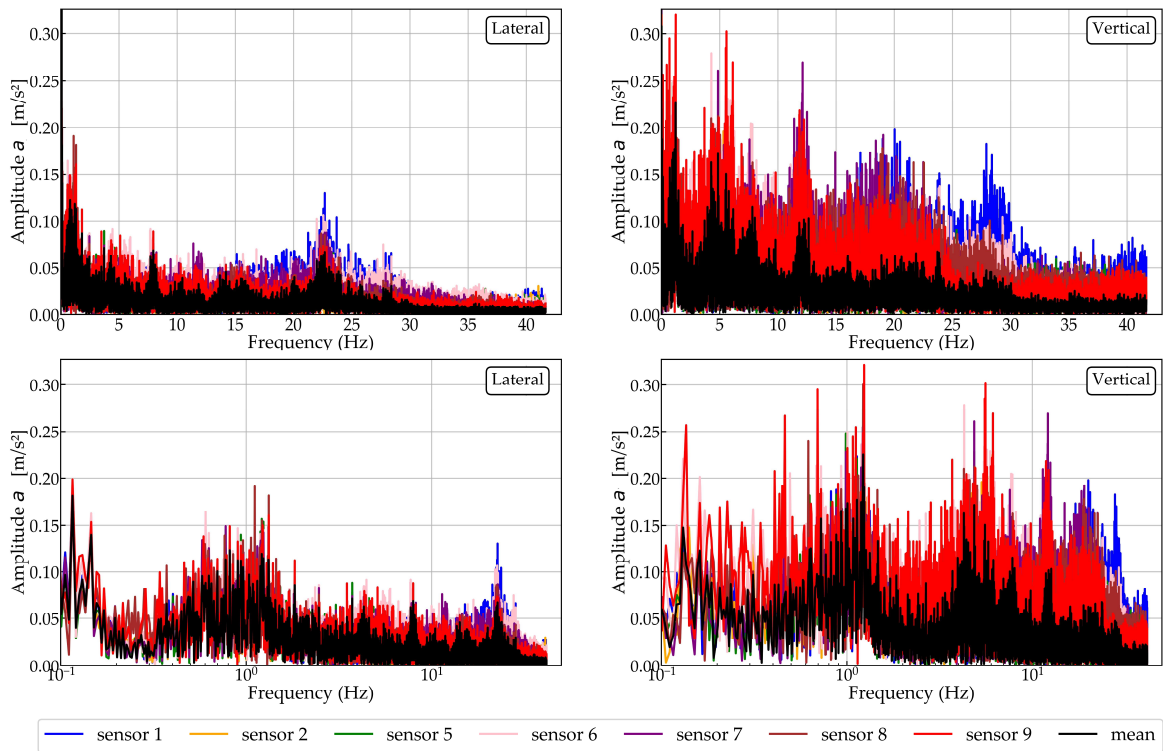 Lateral
Amplitude a [m/s²]
0.30
0.25
0.20
0.15
0.10
0.05
0.00
0 5 10 15 20 25 30 35 40
Frequency (Hz)
Vertical
Amplitude a [m/s²]
0.30
0.25
0.20
0.15
0.10
0.05
0.00
0 5 10 15 20 25 30 35 40
Frequency (Hz)
Lateral
Amplitude a [m/s²]
0.30
0.25
0.20
0.15
0.10
0.05
0.00
10⁻¹ 10⁰ 10¹
Frequency (Hz)
Vertical
Amplitude a [m/s²]
0.30
0.25
0.20
0.15
0.10
0.05
0.00
10⁻¹ 10⁰ 10¹
Frequency (Hz)
sensor 1 sensor 2 sensor 5 sensor 6 sensor 7 sensor 8 sensor 9 mean